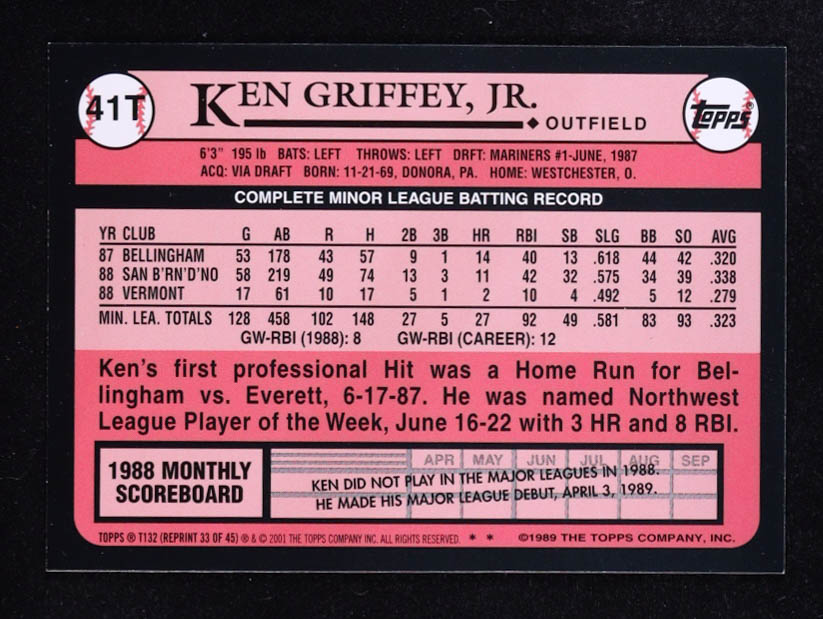 41T
KEN GRIFFEY, JR.
◆ OUTFIELD
TOPPS®
6'3" 195 lb BATS: LEFT THROWS: LEFT DRFT: MARINERS #1-JUNE, 1987
ACQ: VIA DRAFT BORN: 11-21-69, DONORA, PA. HOME: WESTCHESTER, O.
COMPLETE MINOR LEAGUE BATTING RECORD
YR CLUB G AB R H 2B 3B HR RBI SB SLG BB SO AVG
87 BELLINGHAM 53 178 43 57 9 1 14 40 13 .618 44 42 .320
88 SAN B'RN'D'NO 58 219 49 74 13 3 11 42 32 .575 34 39 .338
88 VERMONT 17 61 10 17 5 1 2 10 4 .492 5 12 .279
MIN. LEA. TOTALS 128 458 102 148 27 5 27 92 49 .581 83 93 .323
GW-RBI (1988): 8 GW-RBI (CAREER): 12
Ken's first professional Hit was a Home Run for Bel-
lingham vs. Everett, 6-17-87. He was named Northwest
League Player of the Week, June 16-22 with 3 HR and 8 RBI.
1988 MONTHLY
SCOREBOARD
APR MAY JUN JUL AUG SEP
KEN DID NOT PLAY IN THE MAJOR LEAGUES IN 1988.
HE MADE HIS MAJOR LEAGUE DEBUT, APRIL 3, 1989.
TOPPS ® T132 (REPRINT 33 OF 45) ® & © 2001 THE TOPPS COMPANY INC. ALL RIGHTS RESERVED. * * ©1989 THE TOPPS COMPANY, INC.